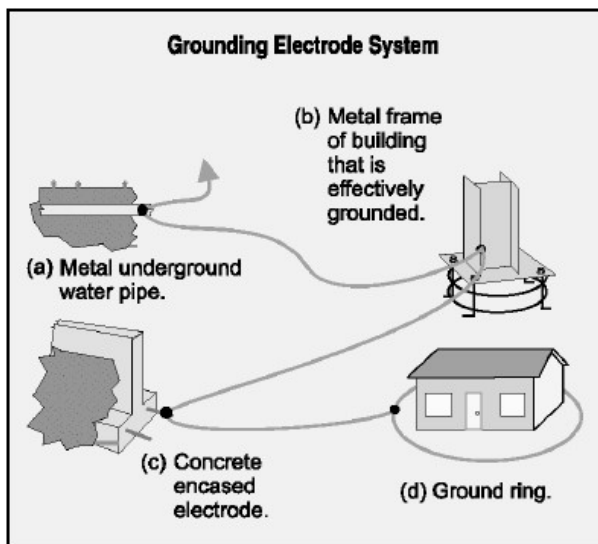 Grounding Electrode System
(b) Metal frame
of building
that is
effectively
grounded.
(a) Metal underground
water pipe.
(c) Concrete
encased
electrode.
(d) Ground ring.